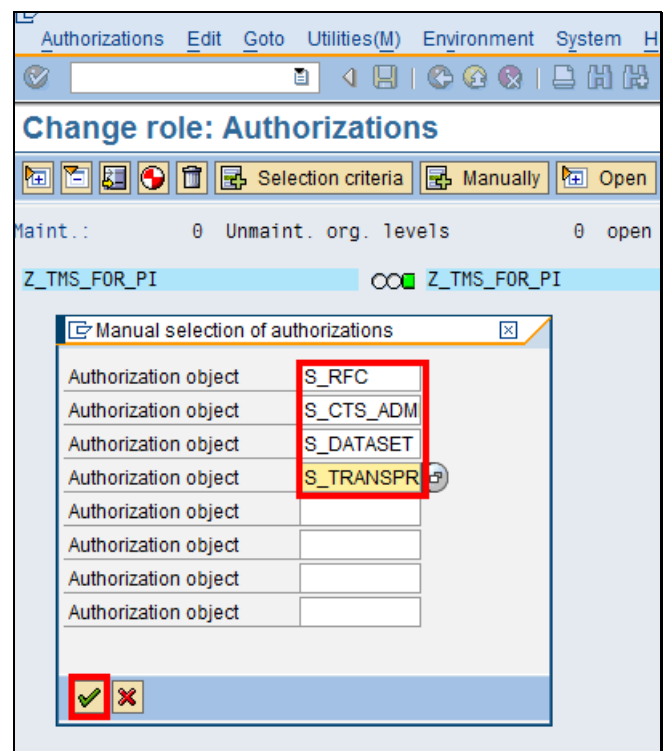 Authorizations Edit Goto Utilities(M) Environment System H
Change role: Authorizations
Selection criteria Manually Open
Maint.: 0 Unmaint. org. levels 0 open
Z_TMS_FOR_PI Z_TMS_FOR_PI
Manual selection of authorizations
Authorization object S_RFC
Authorization object S_CTS_ADM
Authorization object S_DATASET
Authorization object S_TRANSPR
Authorization object
Authorization object
Authorization object
Authorization object